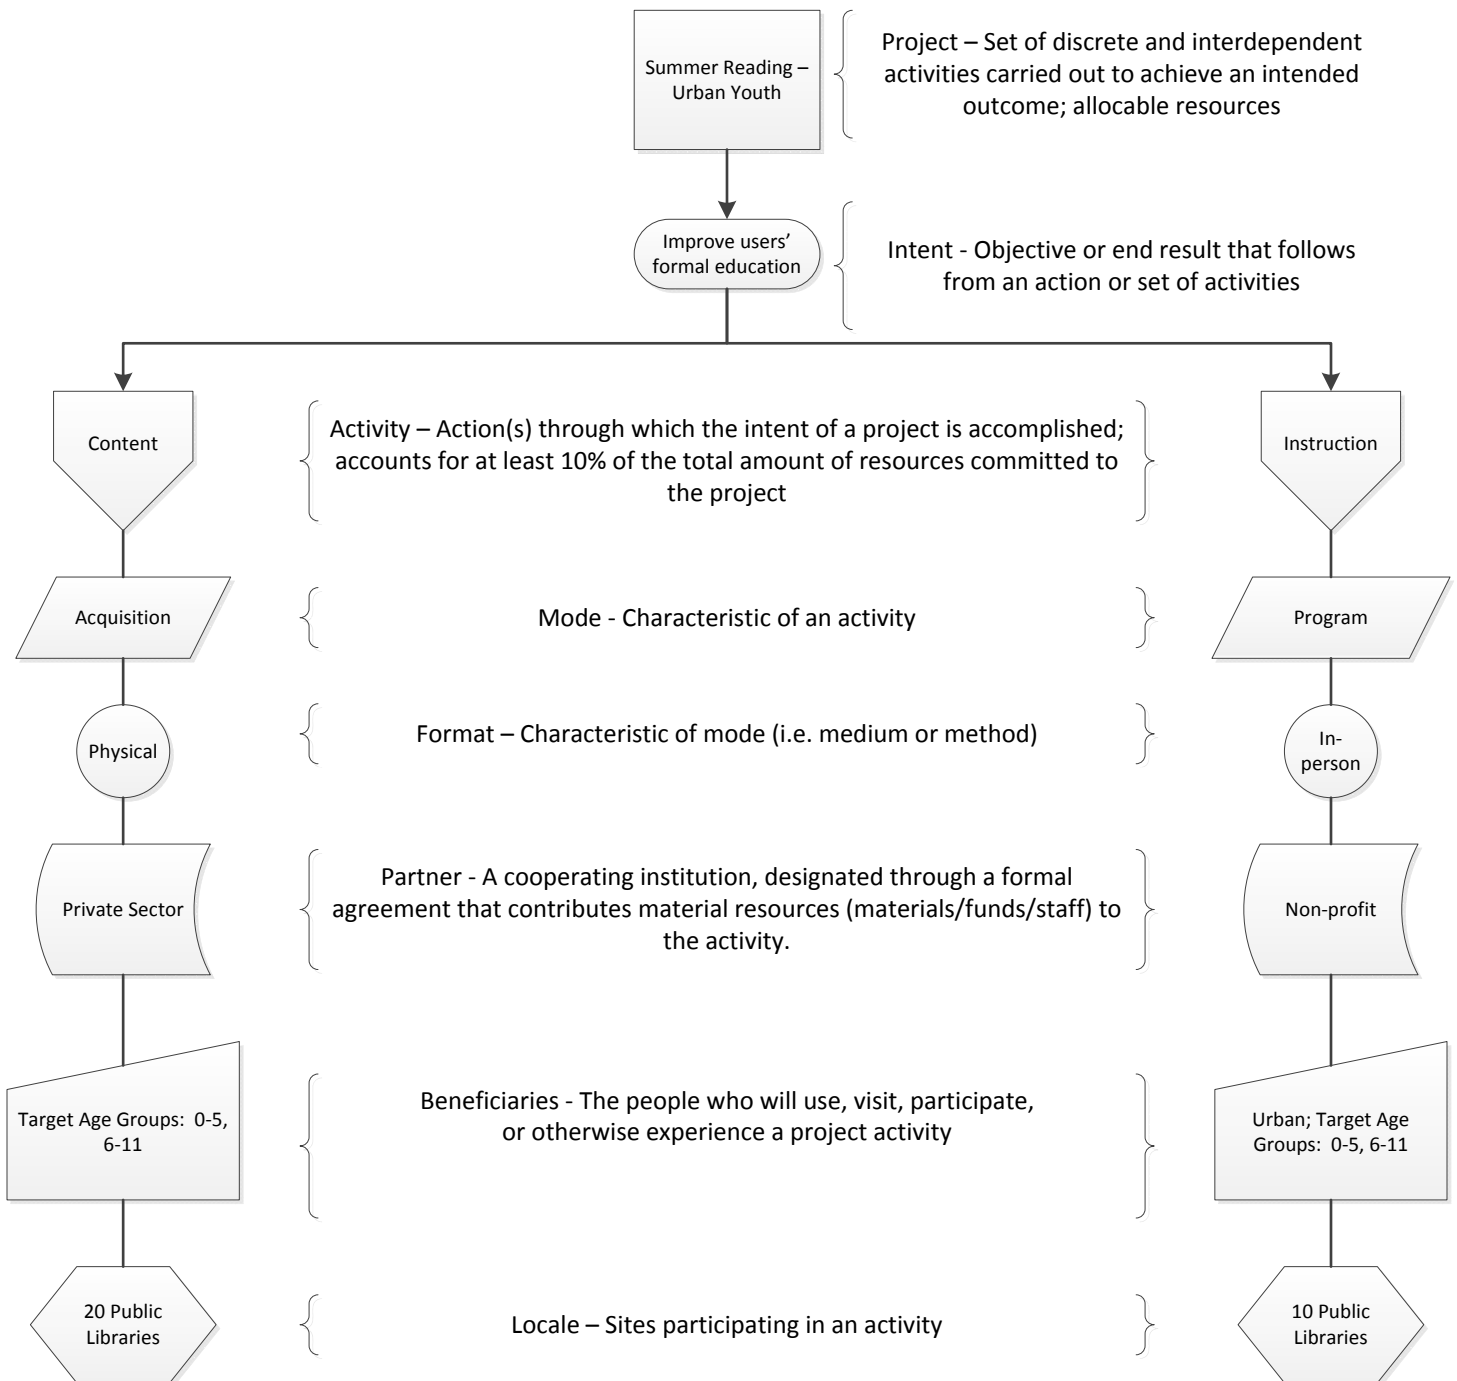 Summer Reading –
Urban Youth
Project – Set of discrete and interdependent
activities carried out to achieve an intended
outcome; allocable resources
Improve users’
formal education
Intent - Objective or end result that follows
from an action or set of activities
Content
Activity – Action(s) through which the intent of a project is accomplished;
accounts for at least 10% of the total amount of resources committed to
the project
Instruction
Acquisition
Mode - Characteristic of an activity
Program
Physical
Format – Characteristic of mode (i.e. medium or method)
In-
person
Private Sector
Partner - A cooperating institution, designated through a formal
agreement that contributes material resources (materials/funds/staff) to
the activity.
Non-profit
Target Age Groups:  0-5,
6-11
Beneficiaries - The people who will use, visit, participate,
or otherwise experience a project activity
Urban; Target Age
Groups:  0-5, 6-11
20 Public
Libraries
Locale – Sites participating in an activity
10 Public
Libraries